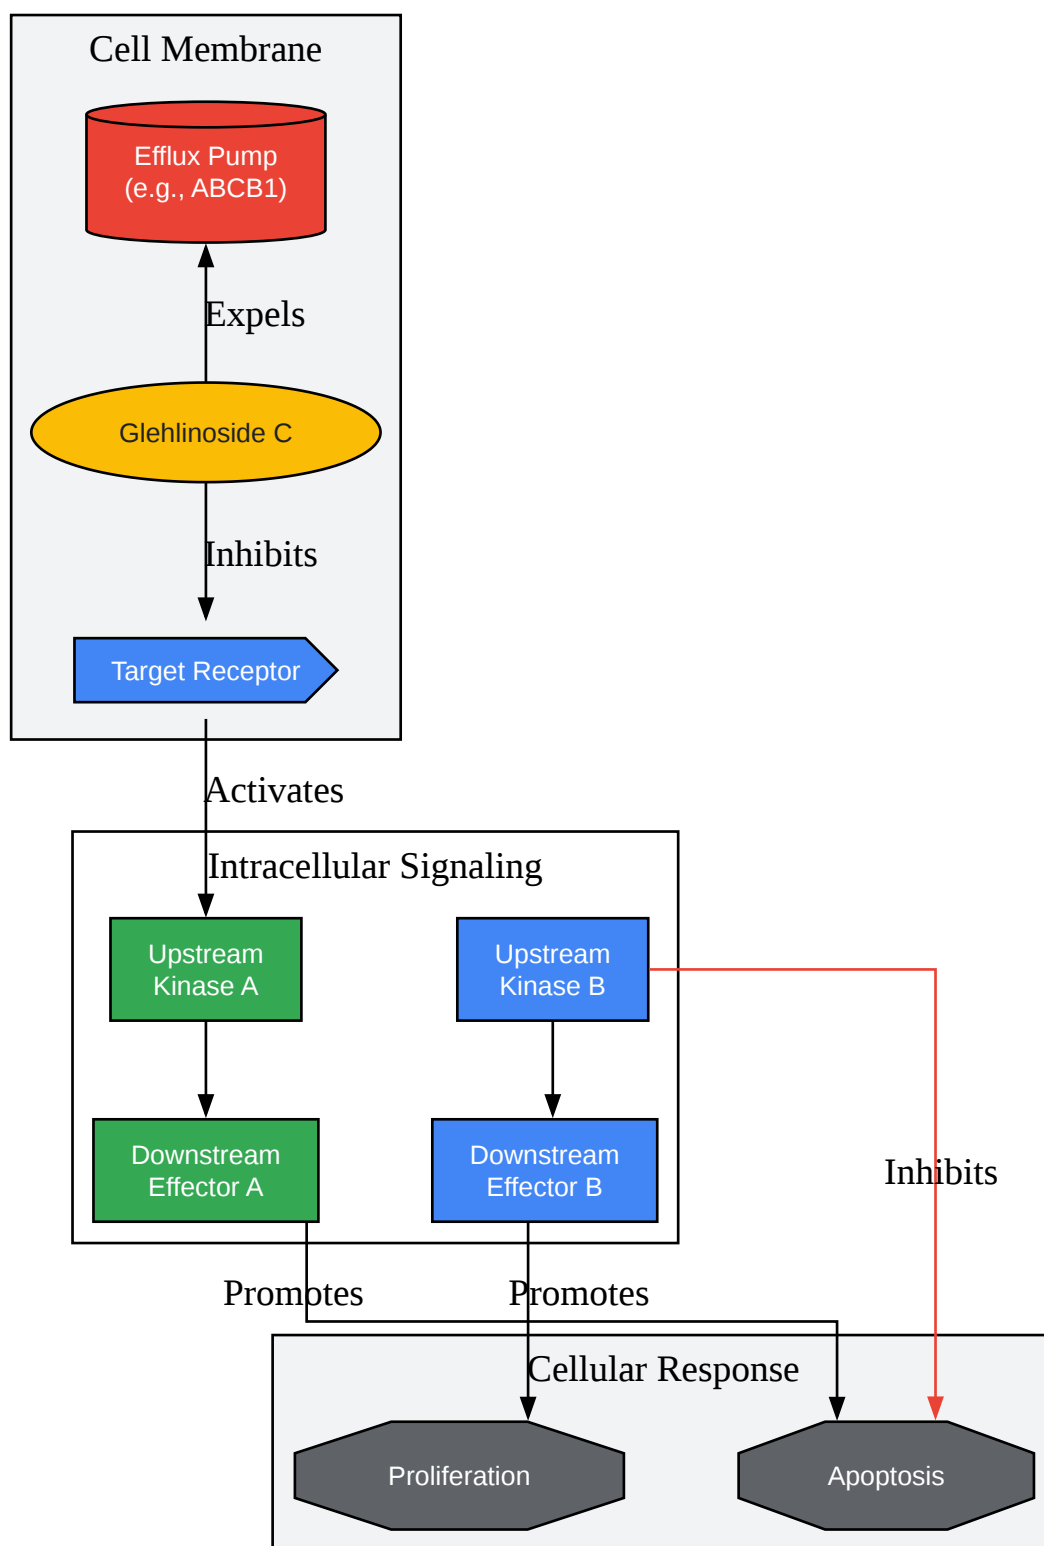 Cell Membrane
Efflux Pump
(e.g., ABCB1)
Expels
Glehlinoside C
Inhibits
Target Receptor
Activates
Intracellular Signaling
Upstream
Kinase A
Upstream
Kinase B
Downstream
Effector A
Downstream
Effector B
Inhibits
Promotes
Promotes
Cellular Response
Proliferation
Apoptosis